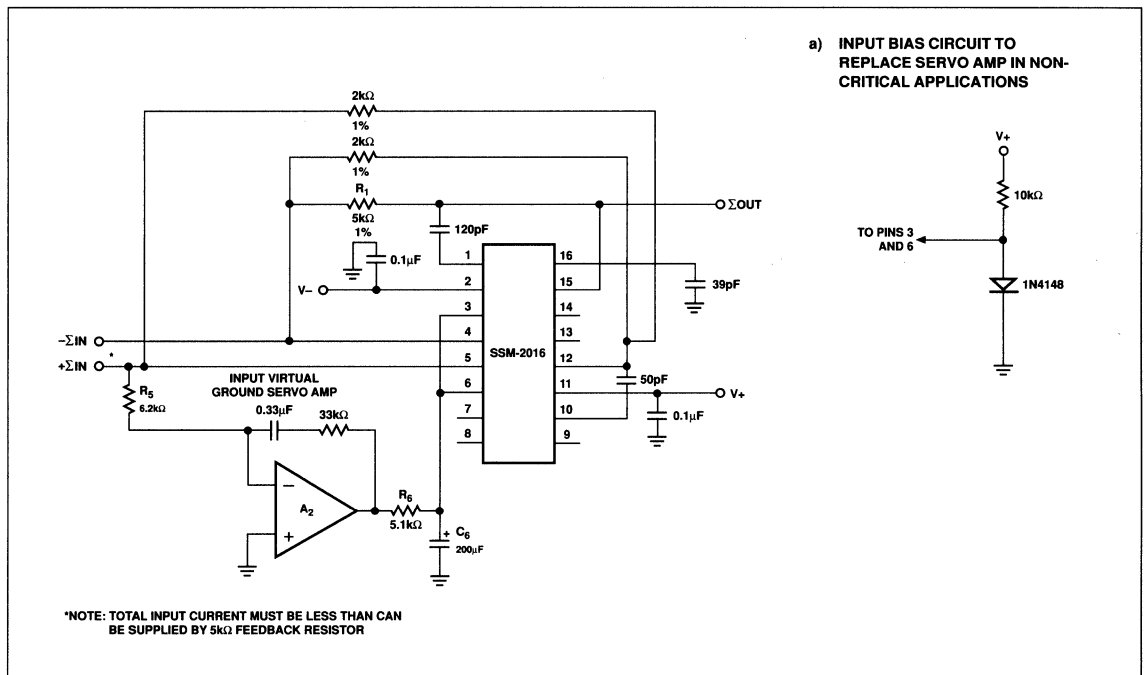 a) INPUT BIAS CIRCUIT TO
REPLACE SERVO AMP IN NON-
CRITICAL APPLICATIONS
2kΩ
1%
2kΩ
1%
R1
5kΩ
1%
120pF
0.1µF
V–
ΣOUT
1
2
3
4
5
6
7
8
SSM-2016
16
15
14
13
12
11
10
9
39pF
50pF
V+
0.1µF
–ΣIN
+ΣIN *
R5
6.2kΩ
INPUT VIRTUAL
GROUND SERVO AMP
0.33µF
33kΩ
–
A2
+
R6
5.1kΩ
+ C6
200µF
V+
10kΩ
TO PINS 3
AND 6
1N4148
*NOTE: TOTAL INPUT CURRENT MUST BE LESS THAN CAN
BE SUPPLIED BY 5kΩ FEEDBACK RESISTOR